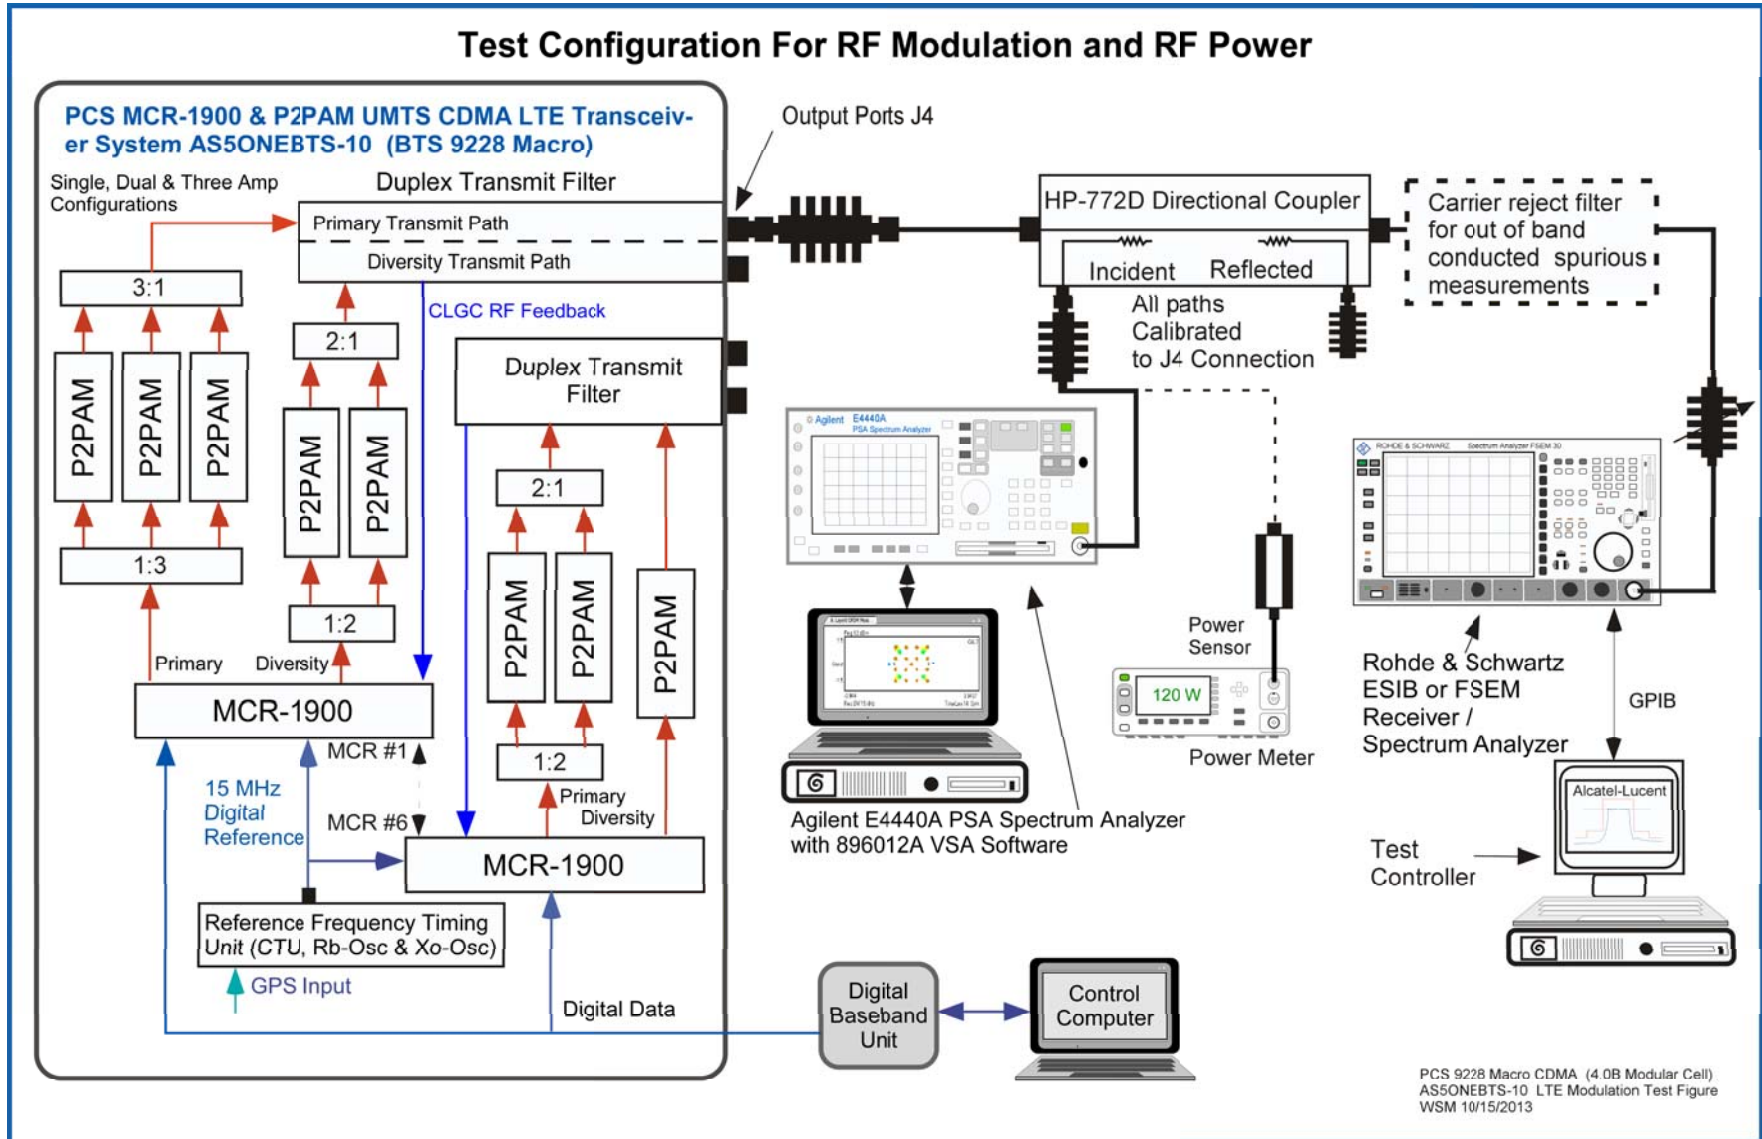 Test Configuration For RF Modulation and RF Power
PCS MCR-1900 & P2PAM UMTS CDMA LTE Transceiv-
er System AS5ONEBTS-10 (BTS 9228 Macro)
Single, Dual & Three Amp
Configurations
Duplex Transmit Filter
Primary Transmit Path
Diversity Transmit Path
Output Ports J4
HP-772D Directional Coupler
Incident
Reflected
All paths
Calibrated
to J4 Connection
Carrier reject filter
for out of band
conducted spurious
measurements
3:1
P2PAM
P2PAM
P2PAM
1:3
2:1
P2PAM
P2PAM
1:2
CLGC RF Feedback
Duplex Transmit
Filter
2:1
P2PAM
P2PAM
P2PAM
1:2
Primary
Diversity
MCR-1900
MCR #1
MCR #6
15 MHz
Digital
Reference
Primary
Diversity
MCR-1900
Reference Frequency Timing
Unit (CTU, Rb-Osc & Xo-Osc)
GPS Input
Digital Data
Digital
Baseband
Unit
Control
Computer
Agilent
E4440A
PSA Spectrum Analyzer
Agilent E4440A PSA Spectrum Analyzer
with 896012A VSA Software
Power
Sensor
120 W
Power Meter
ROHDE & SCHWARZ
Spectrum Analyzer FSEM 30
Rohde & Schwartz
ESIB or FSEM
Receiver /
Spectrum Analyzer
GPIB
Alcatel-Lucent
Test
Controller
PCS 9228 Macro CDMA (4.0B Modular Cell)
AS5ONEBTS-10 LTE Modulation Test Figure
WSM 10/15/2013